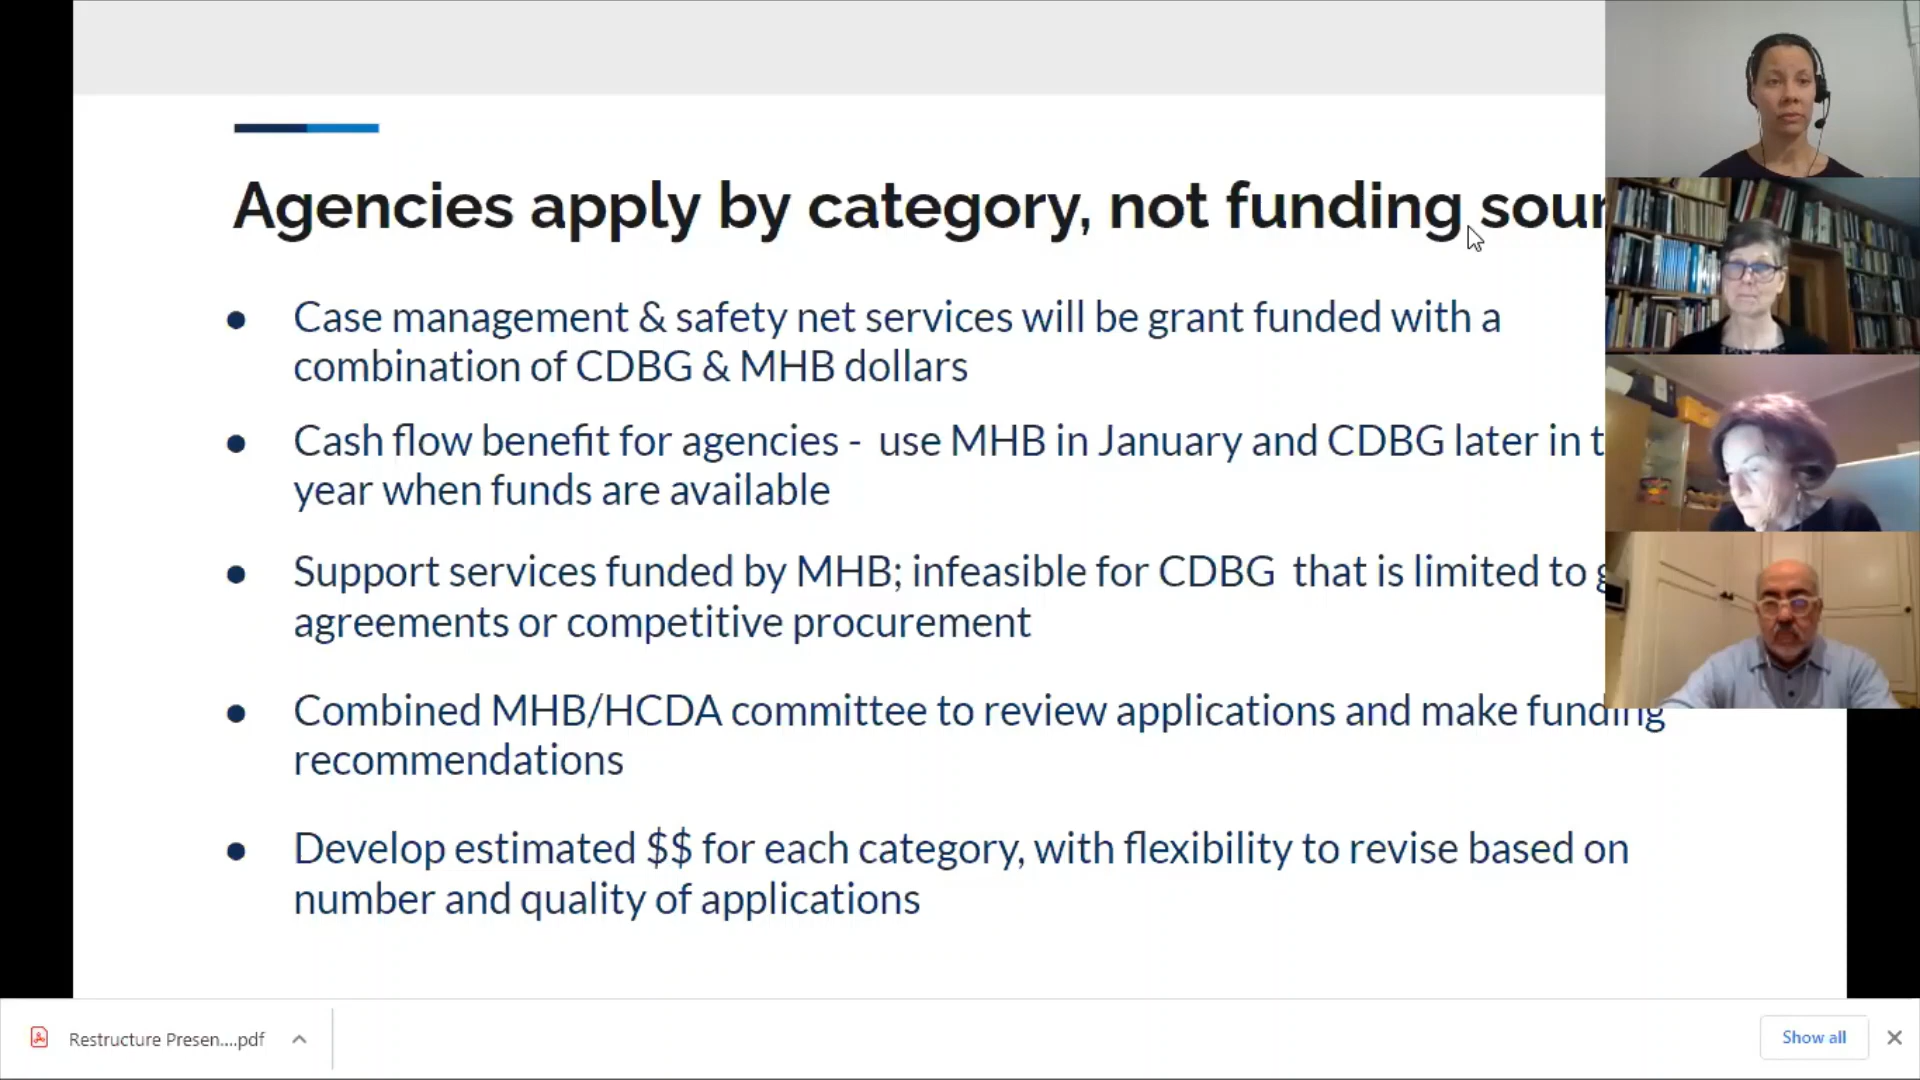 Agencies apply by category, not funding
● Case management & safety net services will be grant funded with a
combination of CDBG & MHB dollars
● Cash flow benefit for agencies - use MHB in January and CDBG later in
year when funds are available
● Support services funded by MHB; infeasible for CDBG that is limited to
agreements or competitive procurement
● Combined MHB/HCDA committee to review applications and make funding
recommendations
● Develop estimated $$ for each category, with flexibility to revise based on
number and quality of applications
Restructure Presen....pdf
Show all